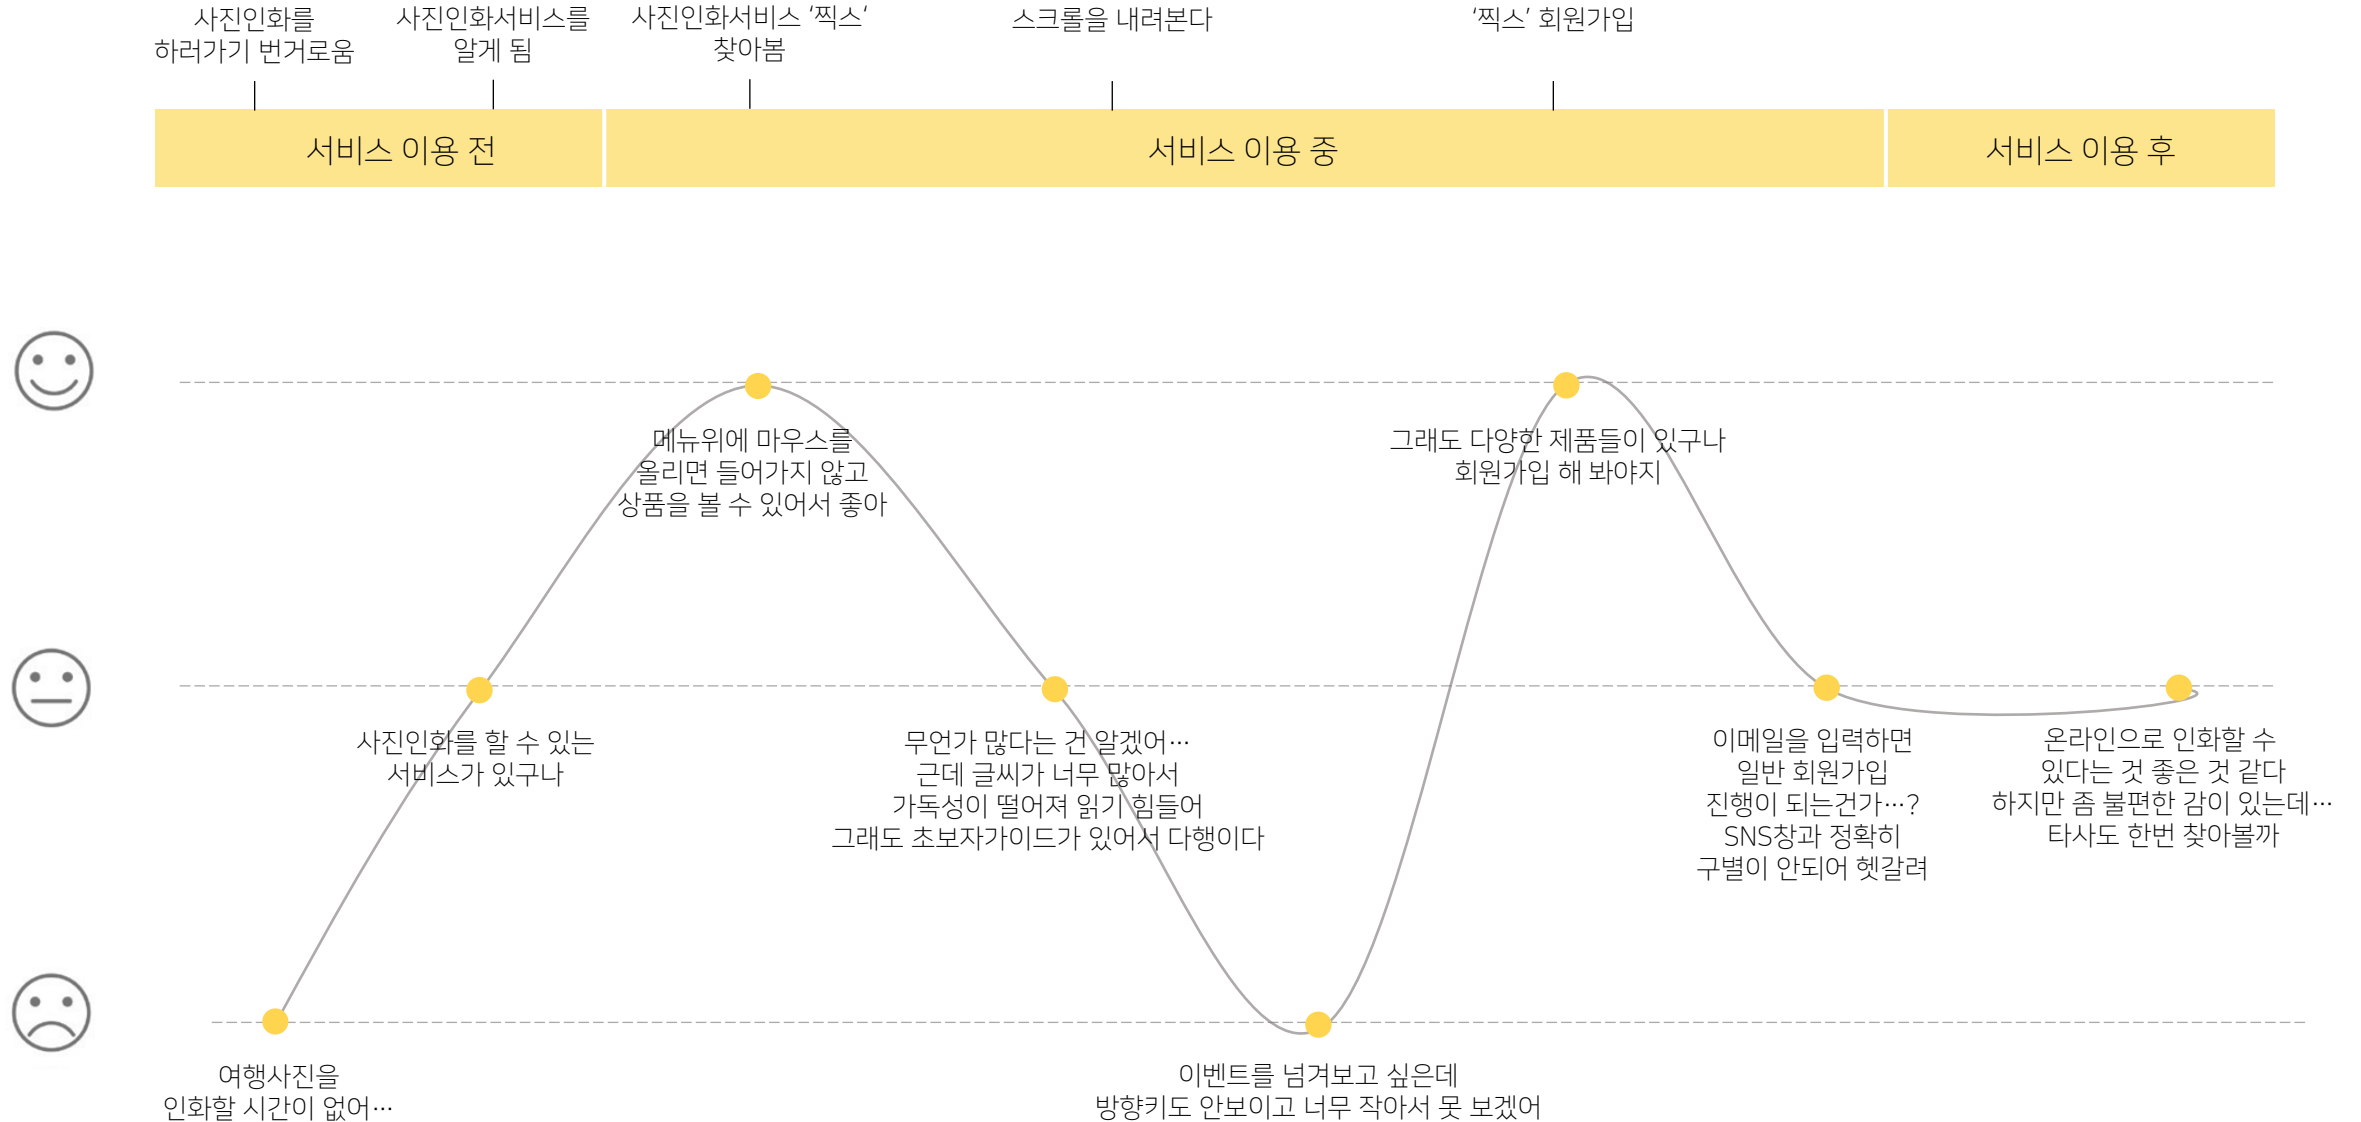 사진인화를
하러가기 번거로움
사진인화서비스를
알게 됨
사진인화서비스 ‘찍스‘
찾아봄
스크롤을 내려본다
‘찍스’ 회원가입
서비스 이용 전
서비스 이용 중
서비스 이용 후
메뉴위에 마우스를
올리면 들어가지 않고
상품을 볼 수 있어서 좋아
그래도 다양한 제품들이 있구나
회원가입 해 봐야지
사진인화를 할 수 있는
서비스가 있구나
무언가 많다는 건 알겠어…
근데 글씨가 너무 많아서
가독성이 떨어져 읽기 힘들어
그래도 초보자가이드가 있어서 다행이다
이메일을 입력하면
일반 회원가입
진행이 되는건가…?
SNS창과 정확히
구별이 안되어 헷갈려
온라인으로 인화할 수
있다는 것 좋은 것 같다
하지만 좀 불편한 감이 있는데…
타사도 한번 찾아볼까
여행사진을
인화할 시간이 없어…
이벤트를 넘겨보고 싶은데
방향키도 안보이고 너무 작아서 못 보겠어